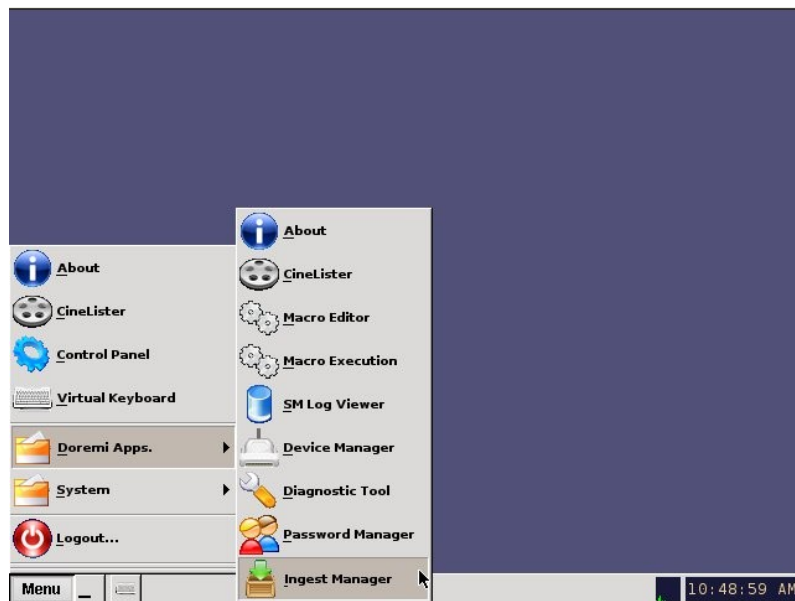 About
CineLister
Control Panel
Virtual Keyboard
Doremi Apps.
System
Logout...
About
CineLister
Macro Editor
Macro Execution
SM Log Viewer
Device Manager
Diagnostic Tool
Password Manager
Ingest Manager
Menu
10:48:59 AM